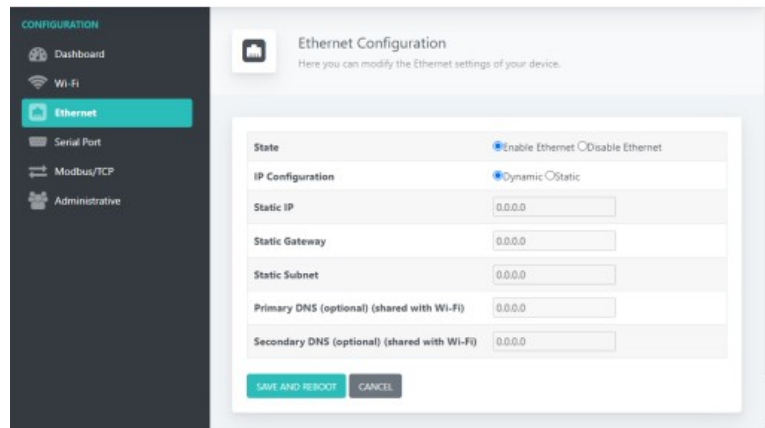 CONFIGURATION
Dashboard
Wi-Fi
Ethernet
Serial Port
Modbus/TCP
Administrative
Ethernet Configuration
Here you can modify the Ethernet settings of your device.
State Enable Ethernet Disable Ethernet
IP Configuration Dynamic Static
Static IP 0.0.0.0
Static Gateway 0.0.0.0
Static Subnet 0.0.0.0
Primary DNS (optional) (shared with Wi-Fi) 0.0.0.0
Secondary DNS (optional) (shared with Wi-Fi) 0.0.0.0
SAVE AND REBOOT CANCEL